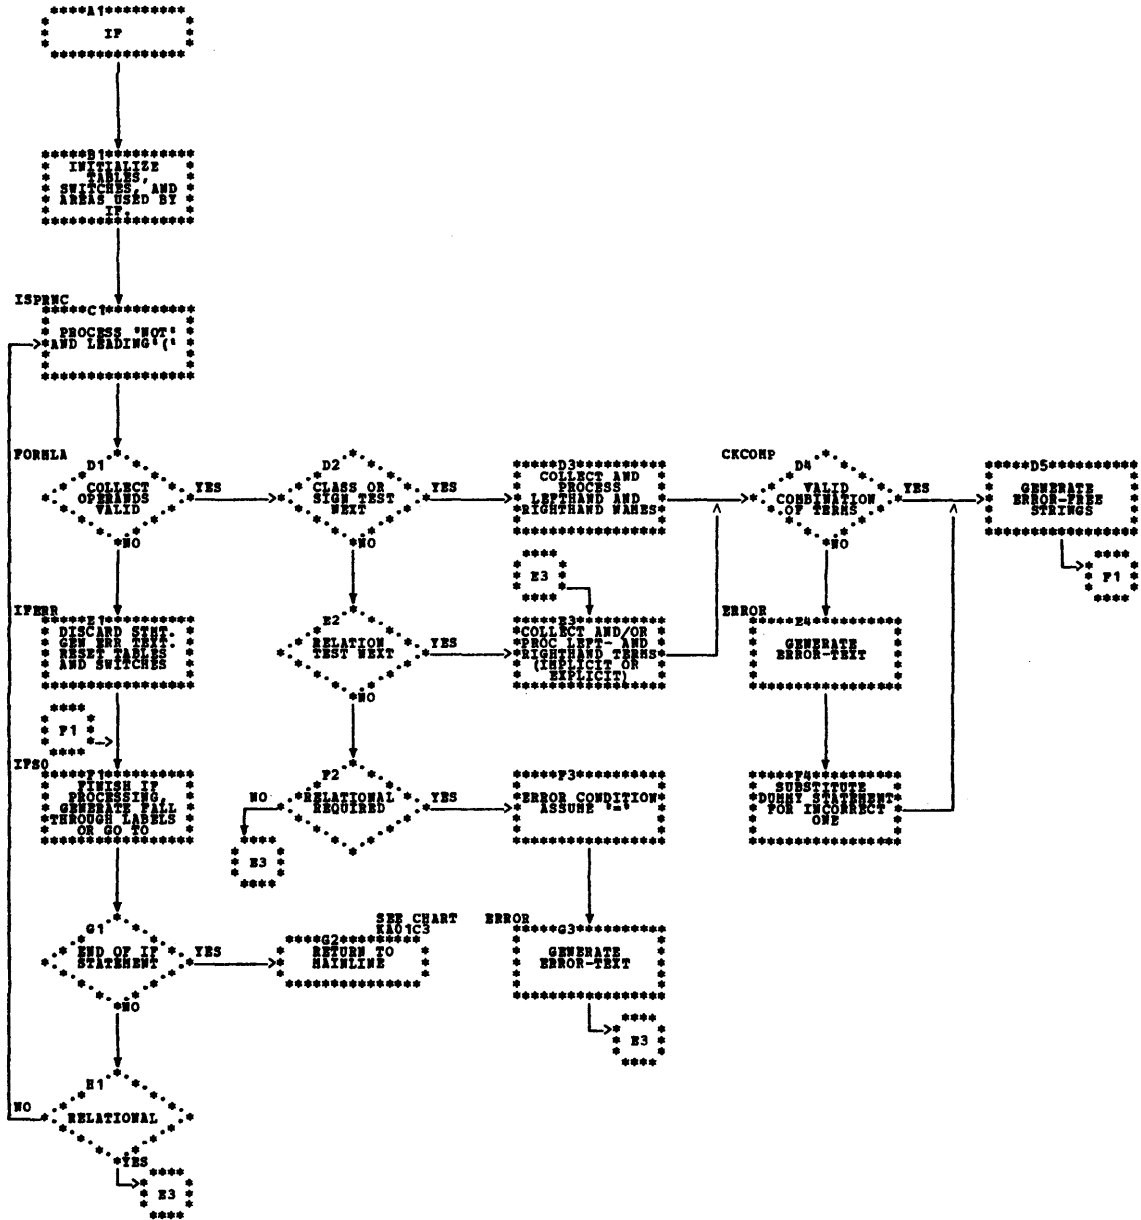 A1
IF
B1
INITIALIZE
TABLES,
SWITCHES, AND
AREAS USED BY
IF.
ISPRNC
C1
PROCESS 'NOT'
AND LEADING '('
FORMLA
D1
COLLECT
OPERANDS
VALID
YES
NO
D2
CLASS OR
SIGN TEST
NEXT
YES
NO
D3
COLLECT AND
PROCESS
LEFTHAND AND
RIGHTHAND NAMES
CKCOMP
D4
VALID
COMBINATION
OF TERMS
YES
NO
D5
GENERATE
ERROR-FREE
STRINGS
F1
E3
IFERR
E1
DISCARD STMT.
GEN ERR TEXT.
RESET TABLES
AND SWITCHES
E2
RELATION
TEST NEXT
YES
NO
E3
COLLECT AND/OR
PROC LEFT- AND
RIGHTHAND TERMS
(IMPLICIT OR
EXPLICIT)
ERROR
E4
GENERATE
ERROR-TEXT
F1
IFSO
F1
FINISH IF
PROCESSING,
GENERATE FALL
THROUGH LABELS
OR GO TO
F2
RELATIONAL
REQUIRED
NO
YES
E3
F3
ERROR CONDITION
ASSUME '='
F4
SUBSTITUTE
DUMMY STATEMENT
FOR INCORRECT
ONE
G1
END OF IF
STATEMENT
YES
NO
SEE CHART
KA01C3
G2
RETURN TO
MAINLINE
ERROR
G3
GENERATE
ERROR-TEXT
E3
H1
RELATIONAL
NO
YES
E3